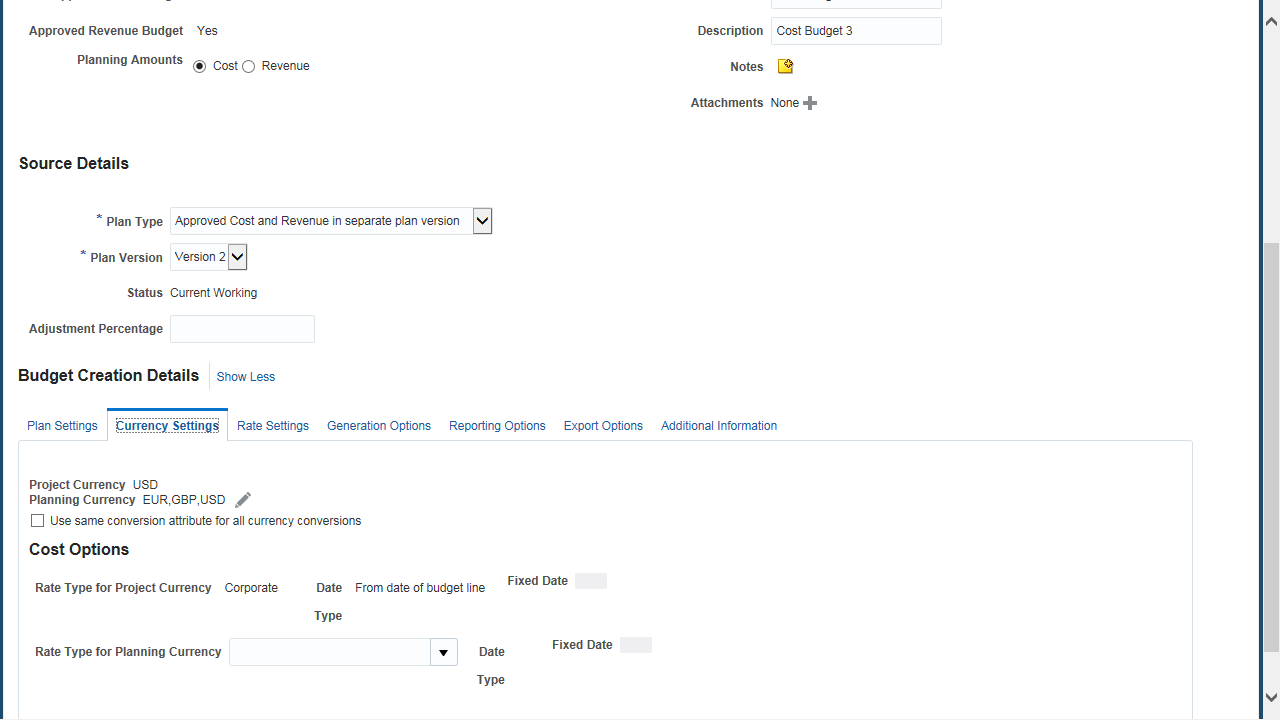 Approved Revenue Budget Yes
Description Cost Budget 3
Planning Amounts Cost Revenue
Notes
Attachments None
Source Details
* Plan Type Approved Cost and Revenue in separate plan version
* Plan Version Version 2
Status Current Working
Adjustment Percentage
Budget Creation Details Show Less
Plan Settings Currency Settings Rate Settings Generation Options Reporting Options Export Options Additional Information
Project Currency USD
Planning Currency EUR,GBP,USD
Use same conversion attribute for all currency conversions
Cost Options
Rate Type for Project Currency Corporate Date From date of budget line Fixed Date
Type
Rate Type for Planning Currency Date Fixed Date
Type